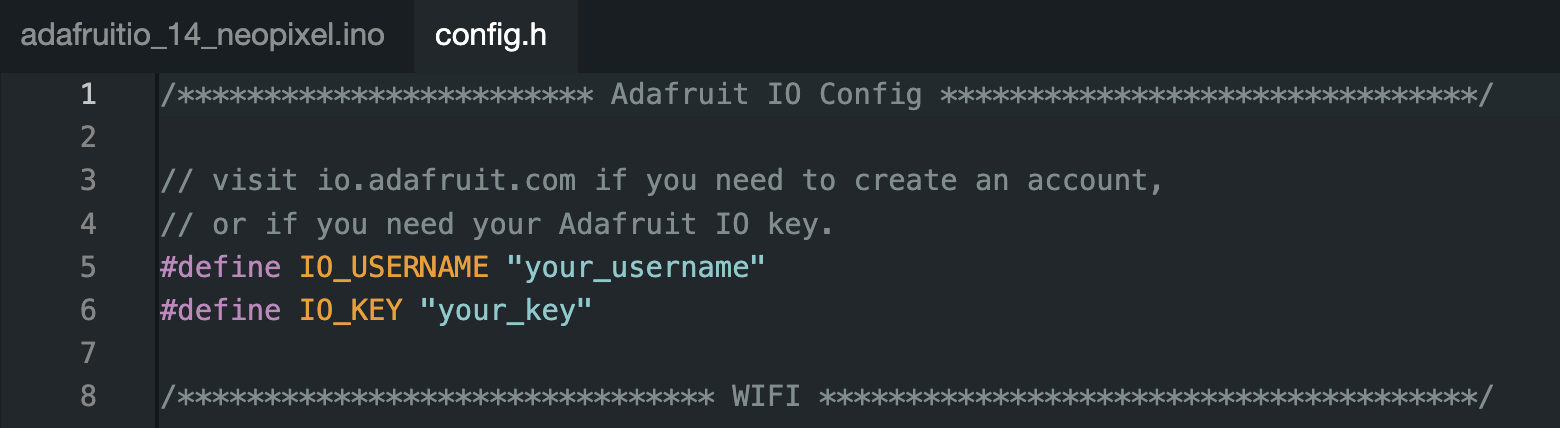 adafruitio_14_neopixel.ino config.h
1 /************************ Adafruit IO Config *******************************/
2
3 // visit io.adafruit.com if you need to create an account,
4 // or if you need your Adafruit IO key.
5 #define IO_USERNAME "your_username"
6 #define IO_KEY "your_key"
7
8 /******************************* WIFI **************************************/